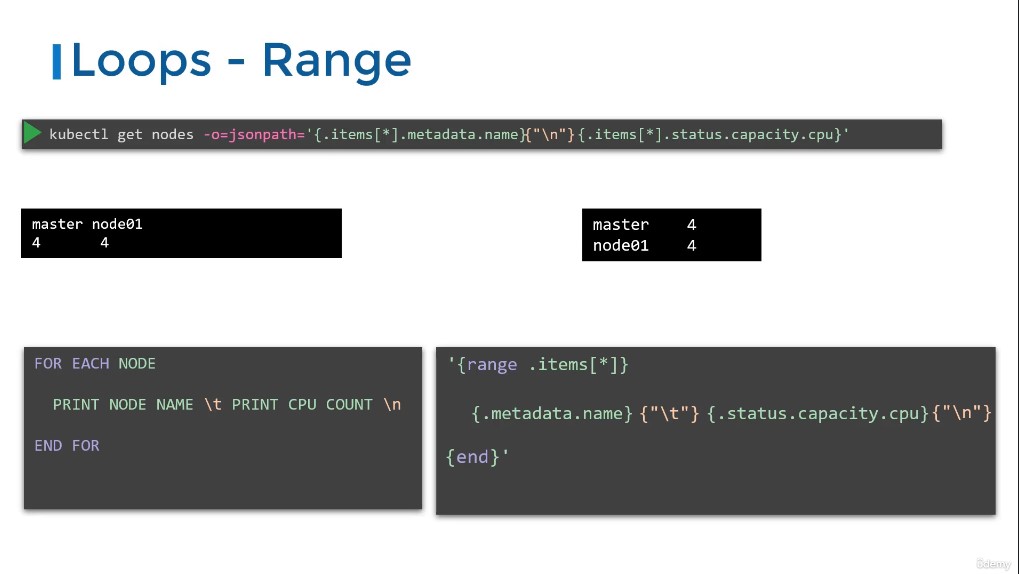 Loops - Range
kubectl get nodes -o=jsonpath='{.items[*].metadata.name}{"\n"}{.items[*].status.capacity.cpu}'
master node01
4 4
master 4
node01 4
FOR EACH NODE
PRINT NODE NAME \t PRINT CPU COUNT \n
END FOR
'{range .items[*]}
{.metadata.name} {"\t"} {.status.capacity.cpu}{"\n"}
{end}'
ûdemy